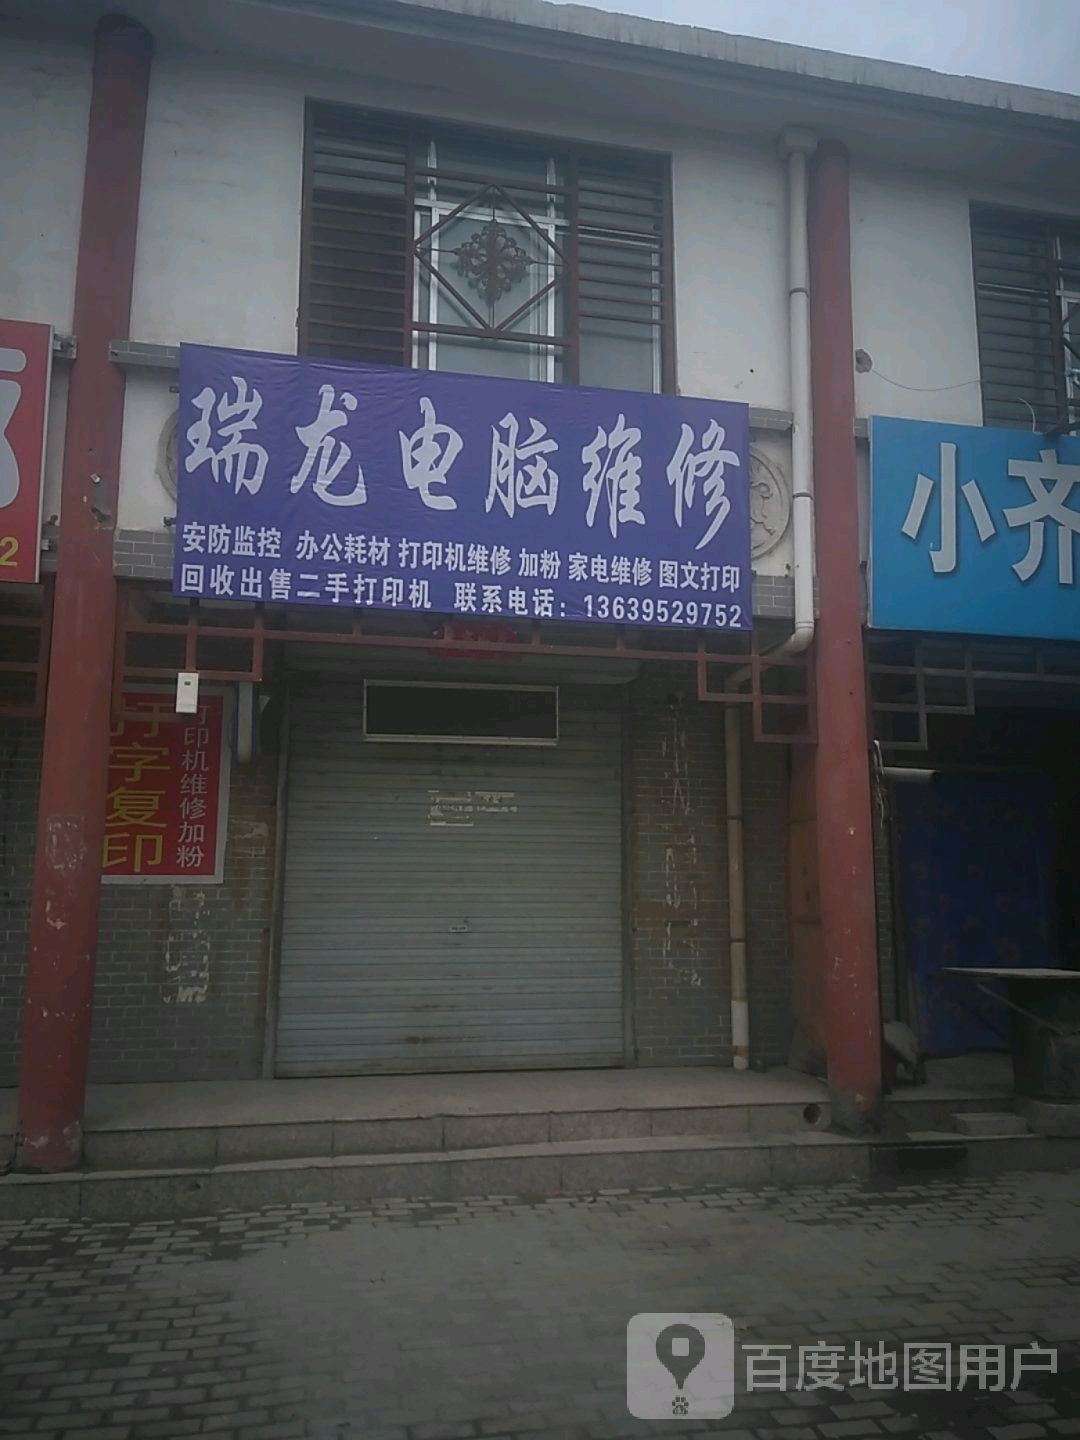 瑞龙电脑维修
安防监控 办公耗材 打印机维修 加粉 家电维修 图文打印
回收出售二手打印机 联系电话：13639529752
小齐
2
打字复印
打印机维修加粉
百度地图用户